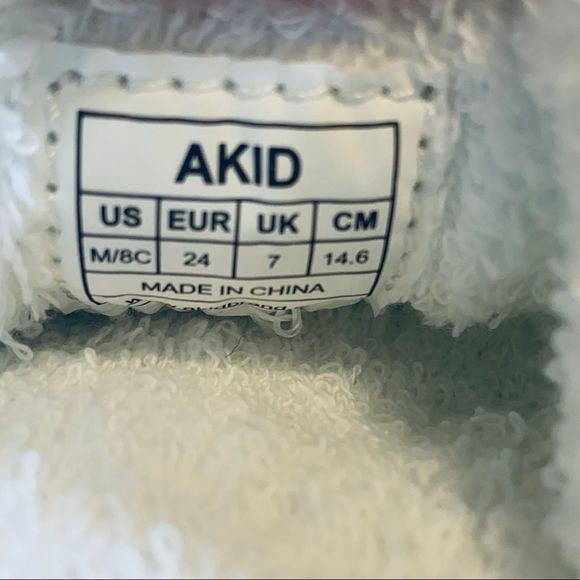 AKID
US EUR UK CM
M/8C 24 7 14.6
MADE IN CHINA